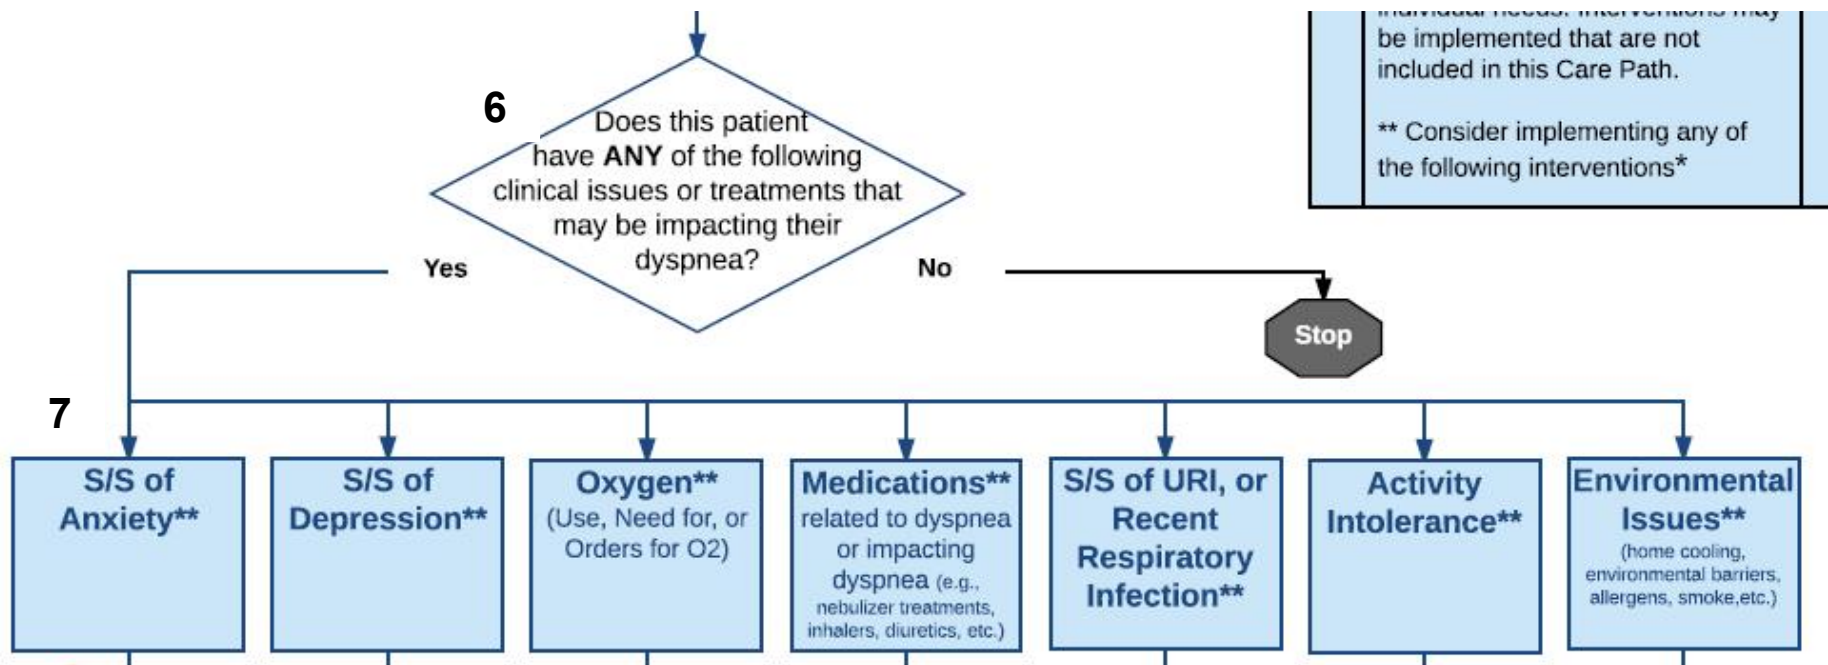 individual needs. Interventions may
be implemented that are not
included in this Care Path.
** Consider implementing any of
the following interventions*
6
Does this patient
have ANY of the following
clinical issues or treatments that
may be impacting their
dyspnea?
Yes
No
Stop
7
S/S of
Anxiety**
S/S of
Depression**
Oxygen**
(Use, Need for, or
Orders for O2)
Medications**
related to dyspnea
or impacting
dyspnea (e.g.,
nebulizer treatments,
inhalers, diuretics, etc.)
S/S of URI, or
Recent
Respiratory
Infection**
Activity
Intolerance**
Environmental
Issues**
(home cooling,
environmental barriers,
allergens, smoke,etc.)